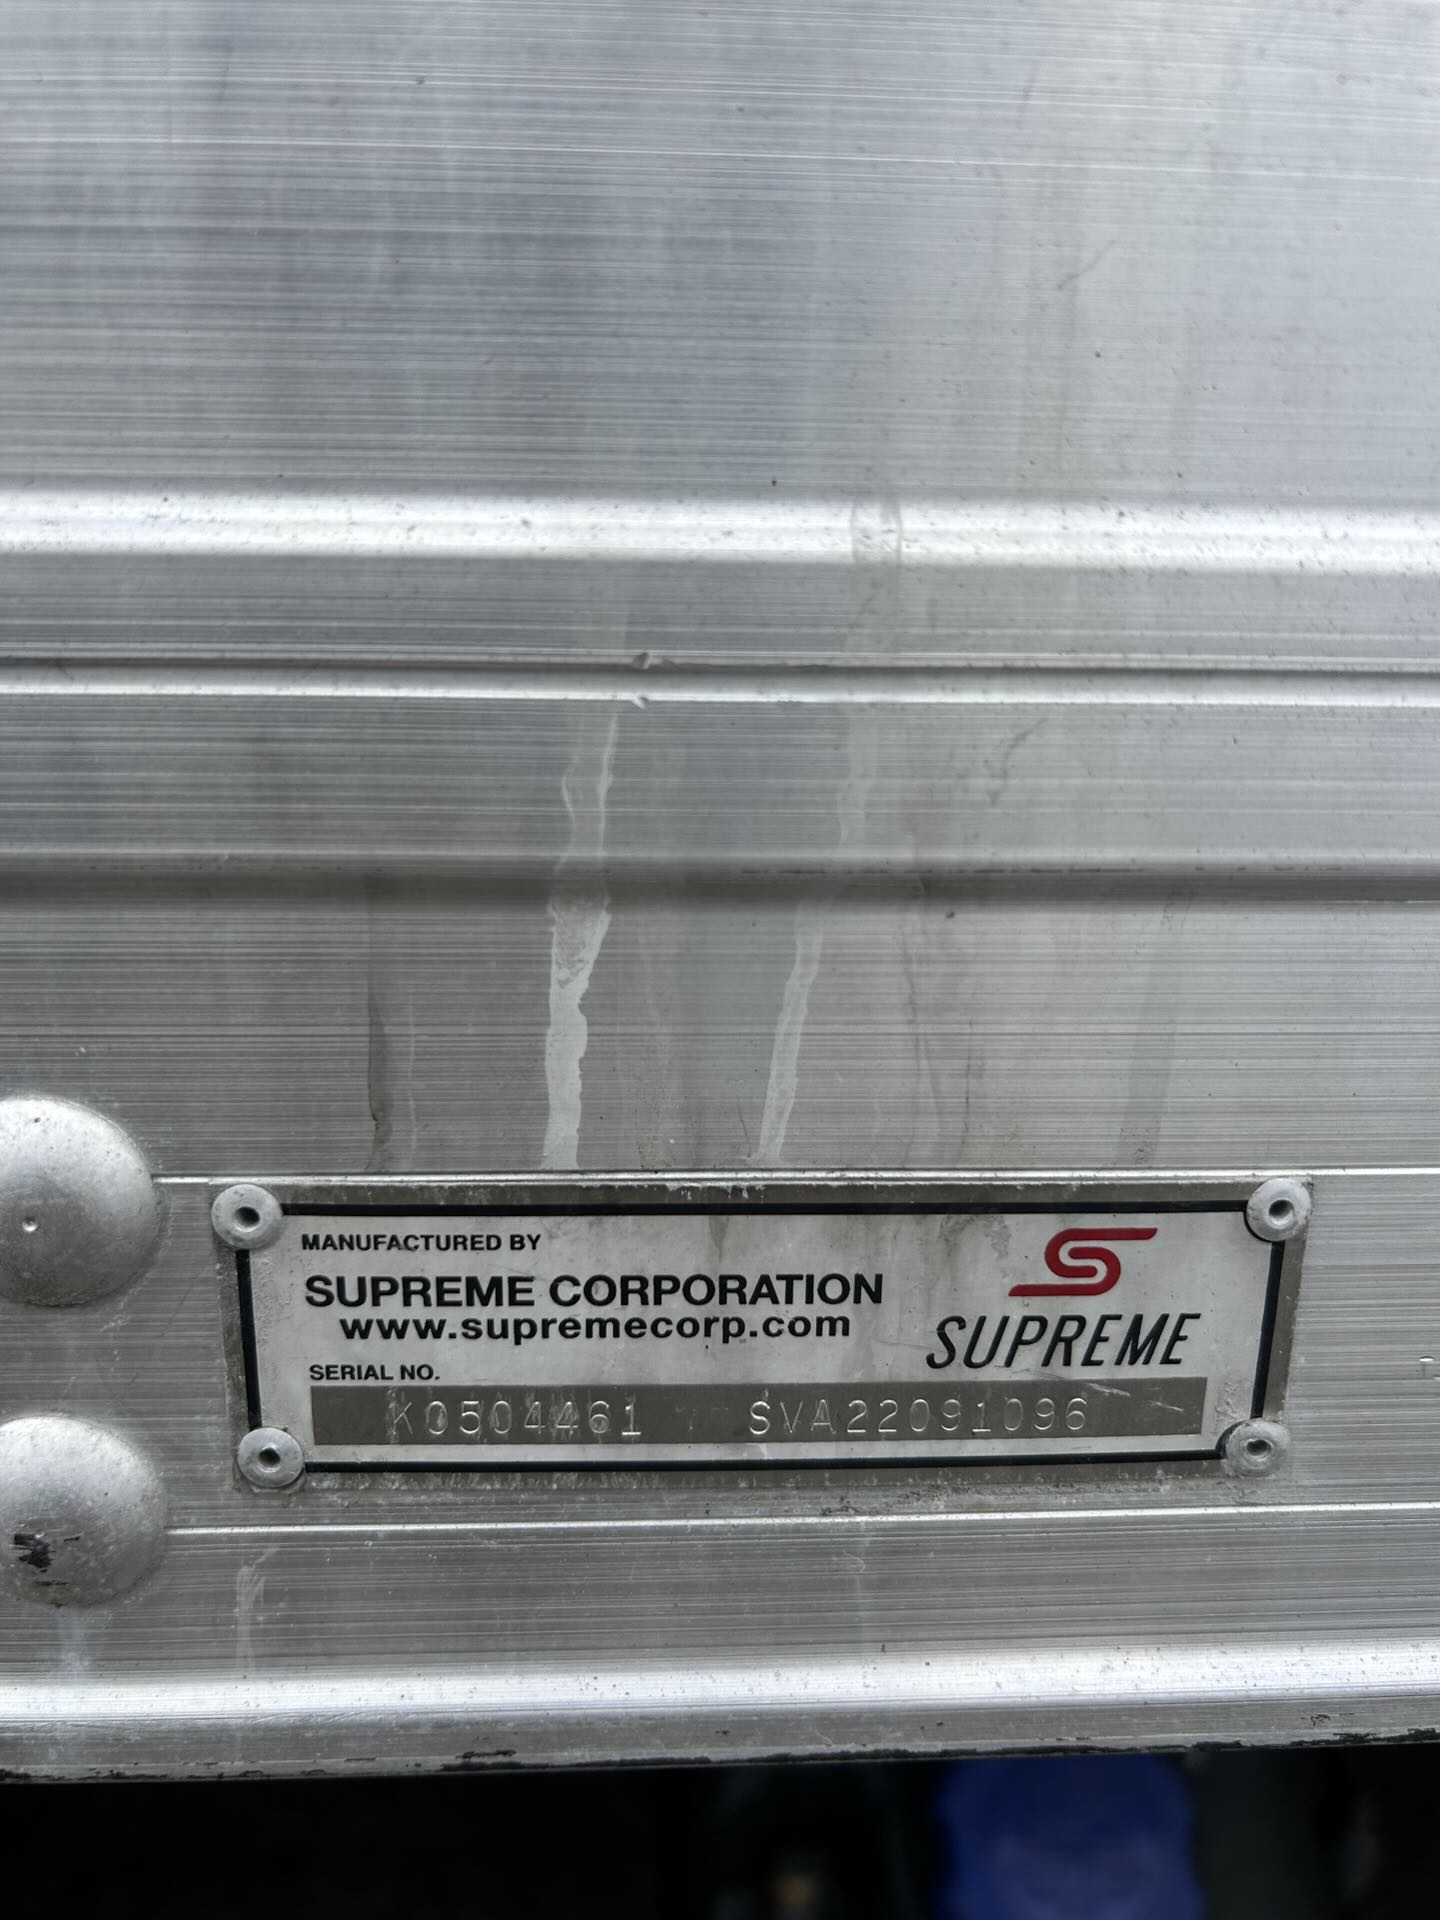 MANUFACTURED BY
SUPREME CORPORATION
www.supremecorp.com
SUPREME
SERIAL NO.
K0504461 SVA22091096